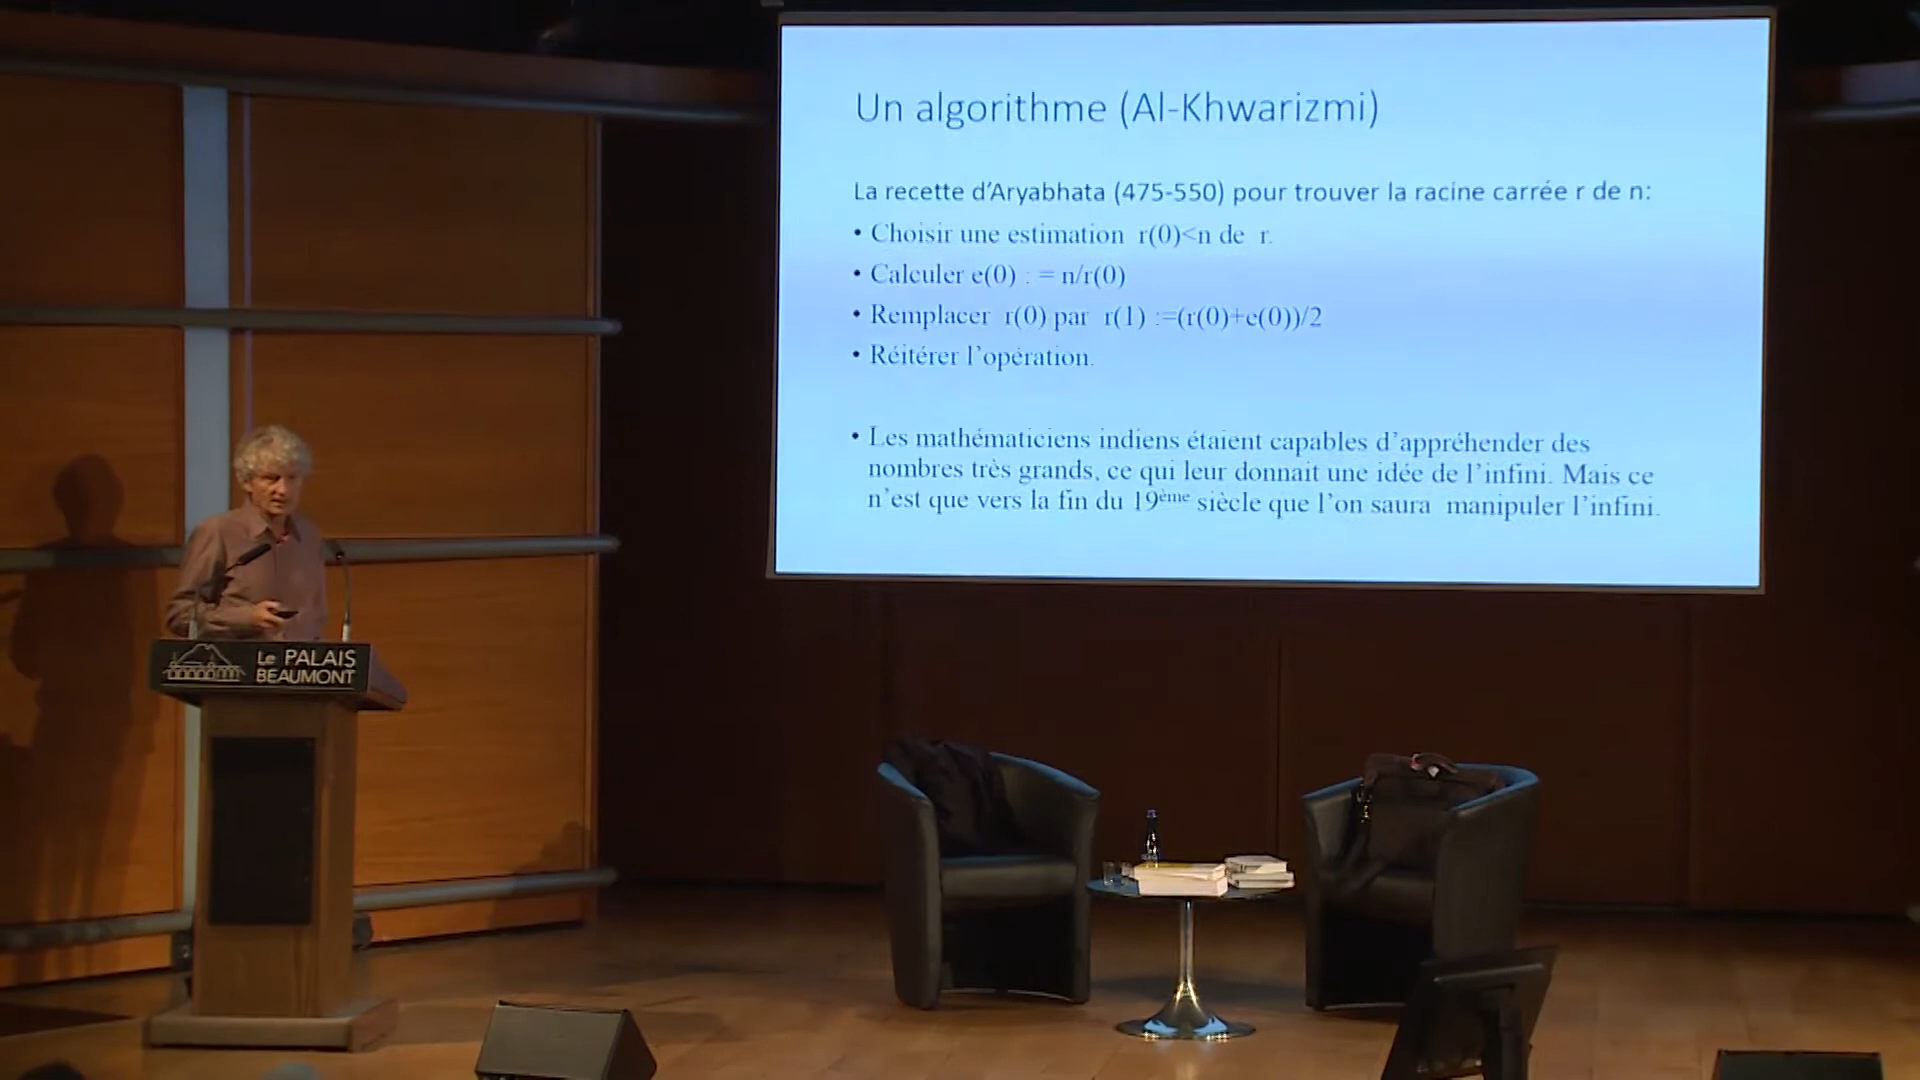 Un algorithme (Al-Khwarizmi)
La recette d’Aryabhata (475-550) pour trouver la racine carrée r de n:
• Choisir une estimation r(0)<n de r.
• Calculer e(0) : = n/r(0)
• Remplacer r(0) par r(1) :=(r(0)+e(0))/2
• Réitérer l’opération.
• Les mathématiciens indiens étaient capables d’appréhender des
nombres très grands, ce qui leur donnait une idée de l’infini. Mais ce
n’est que vers la fin du 19ème siècle que l’on saura manipuler l’infini.
Le PALAIS
BEAUMONT